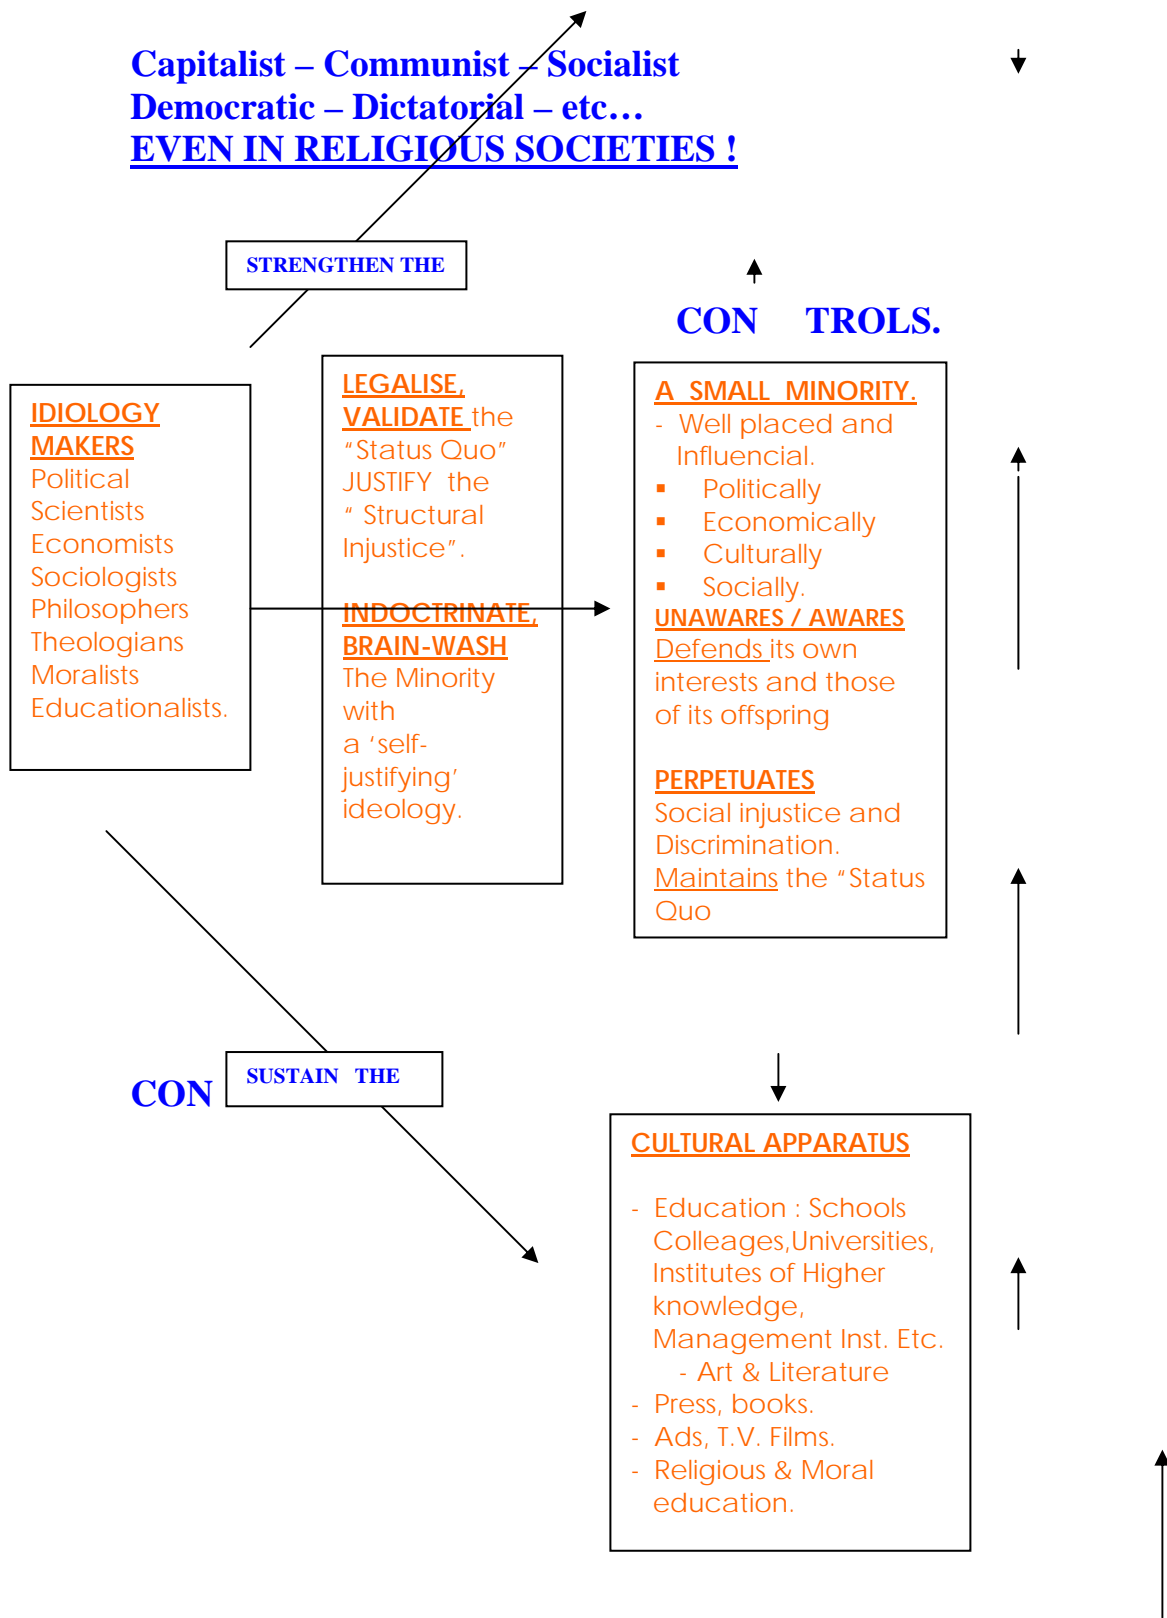 Capitalist – Communist – Socialist
Democratic – Dictatorial – etc…
EVEN IN RELIGIOUS SOCIETIES !
STRENGTHEN THE
CON TROLS.
IDIOLOGY
MAKERS
Political
Scientists
Economists
Sociologists
Philosophers
Theologians
Moralists
Educationalists.
LEGALISE,
VALIDATE the
“Status Quo”
JUSTIFY the
“ Structural
Injustice”.
INDOCTRINATE,
BRAIN-WASH
The Minority
with
a ‘self-
justifying’
ideology.
A SMALL MINORITY.
- Well placed and
Influencial.
▪ Politically
▪ Economically
▪ Culturally
▪ Socially.
UNAWARES / AWARES
Defends its own
interests and those
of its offspring
PERPETUATES
Social injustice and
Discrimination.
Maintains the “Status
Quo
CON
SUSTAIN THE
CULTURAL APPARATUS
- Education : Schools
Colleages,Universities,
Institutes of Higher
knowledge,
Management Inst. Etc.
- Art & Literature
- Press, books.
- Ads, T.V. Films.
- Religious & Moral
education.